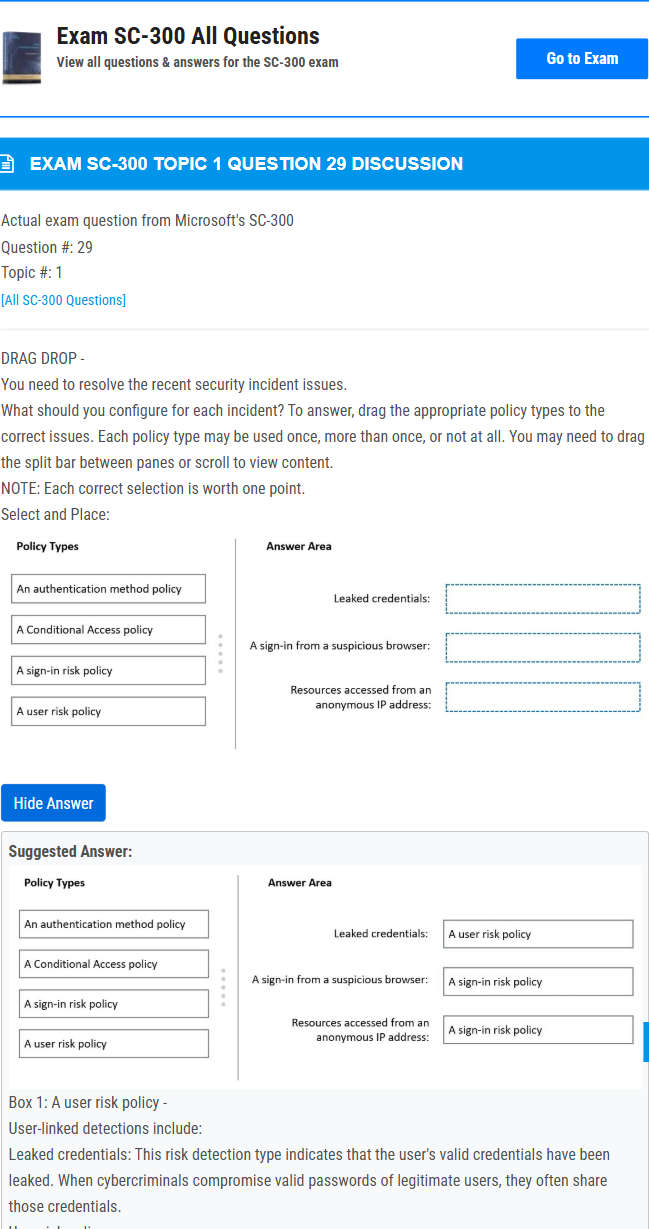 Exam SC-300 All Questions
View all questions & answers for the SC-300 exam
Go to Exam
EXAM SC-300 TOPIC 1 QUESTION 29 DISCUSSION
Actual exam question from Microsoft's SC-300
Question #: 29
Topic #: 1
[All SC-300 Questions]
DRAG DROP -
You need to resolve the recent security incident issues.
What should you configure for each incident? To answer, drag the appropriate policy types to the
correct issues. Each policy type may be used once, more than once, or not at all. You may need to drag
the split bar between panes or scroll to view content.
NOTE: Each correct selection is worth one point.
Select and Place:
Policy Types
An authentication method policy
A Conditional Access policy
A sign-in risk policy
A user risk policy
Answer Area
Leaked credentials:
A sign-in from a suspicious browser:
Resources accessed from an
anonymous IP address:
Hide Answer
Suggested Answer:
Policy Types
An authentication method policy
A Conditional Access policy
A sign-in risk policy
A user risk policy
Answer Area
Leaked credentials:
A user risk policy
A sign-in from a suspicious browser:
A sign-in risk policy
Resources accessed from an
anonymous IP address:
A sign-in risk policy
Box 1: A user risk policy -
User-linked detections include:
Leaked credentials: This risk detection type indicates that the user's valid credentials have been
leaked. When cybercriminals compromise valid passwords of legitimate users, they often share
those credentials.